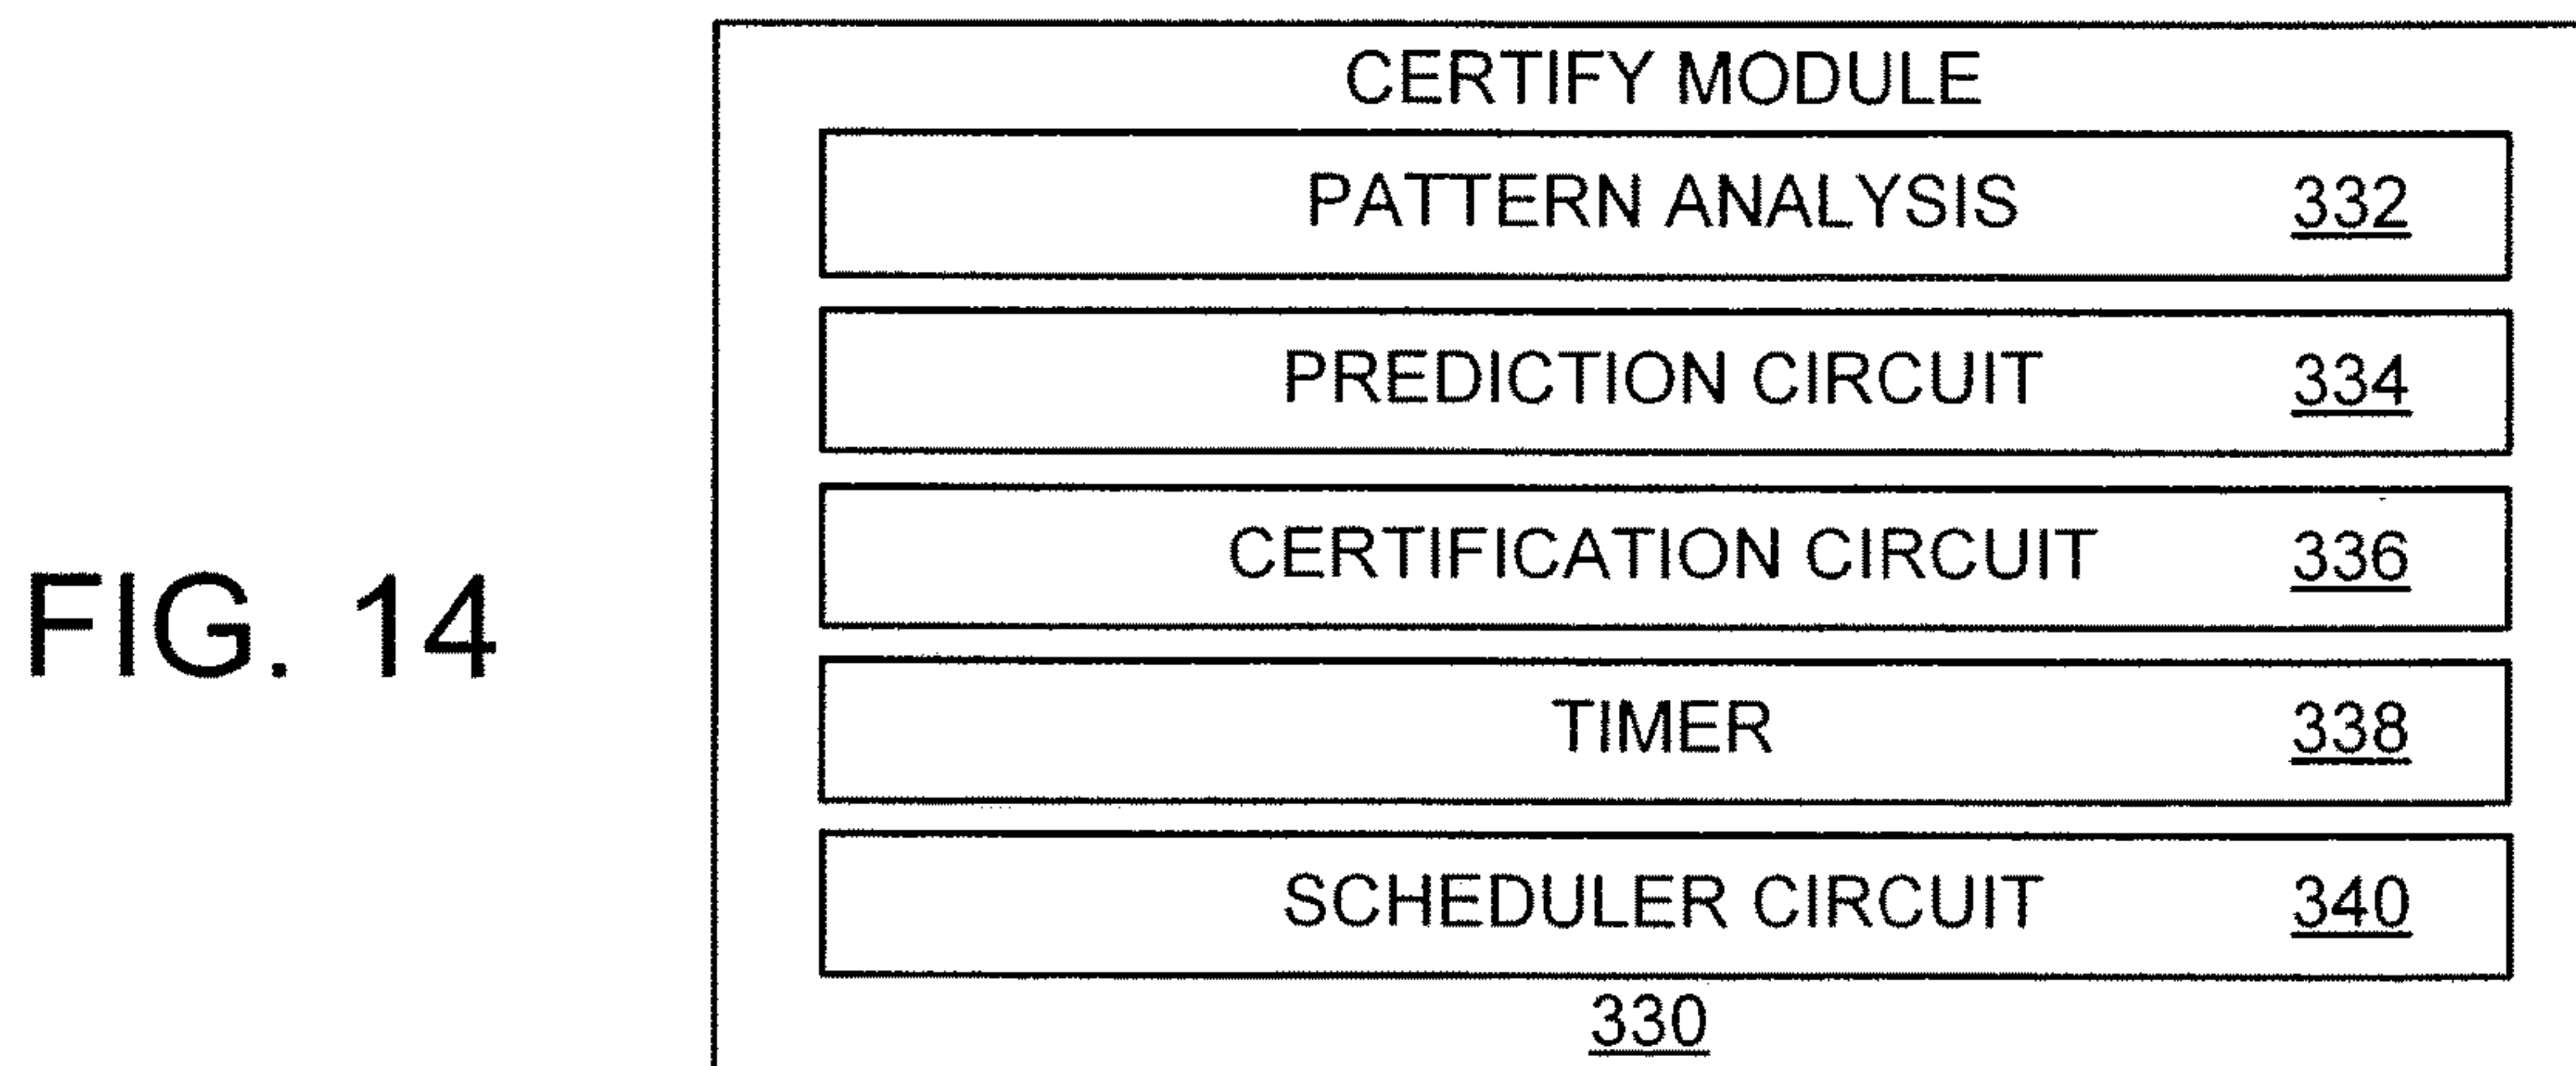 CERTIFY MODULE
PATTERN ANALYSIS 332
PREDICTION CIRCUIT 334
CERTIFICATION CIRCUIT 336
TIMER 338
SCHEDULER CIRCUIT 340
330
FIG. 14